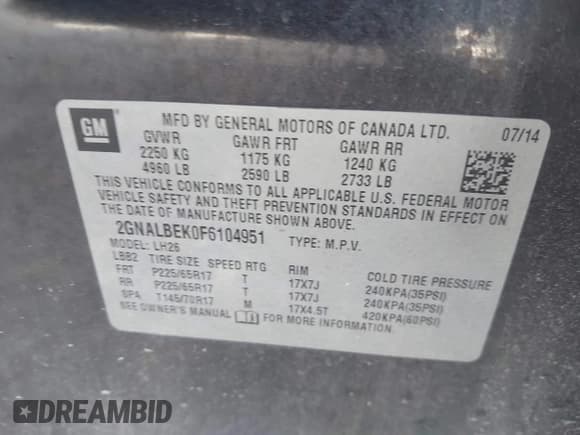 GM
MFD BY GENERAL MOTORS OF CANADA LTD. 07/14
GVWR GAWR FRT GAWR RR
2250 KG 1175 KG 1240 KG
4960 LB 2590 LB 2733 LB
THIS VEHICLE CONFORMS TO ALL APPLICABLE U.S. FEDERAL MOTOR
VEHICLE SAFETY AND THEFT PREVENTION STANDARDS IN EFFECT ON
THE DATE OF MANUFACTURE SHOWN ABOVE.
2GNALBEK0F6104951 TYPE: M.P.V.
MODEL: LH26
LBB2 TIRE SIZE SPEED RTG RIM COLD TIRE PRESSURE
FRT P225/65R17 T 17X7J 240KPA(35PSI)
RR P225/65R17 T 17X7J 240KPA(35PSI)
SPA T145/70R17 M 17X4.5T 420KPA(60PSI)
SEE OWNER'S MANUAL FOR MORE INFORMATION.
DREAMBID